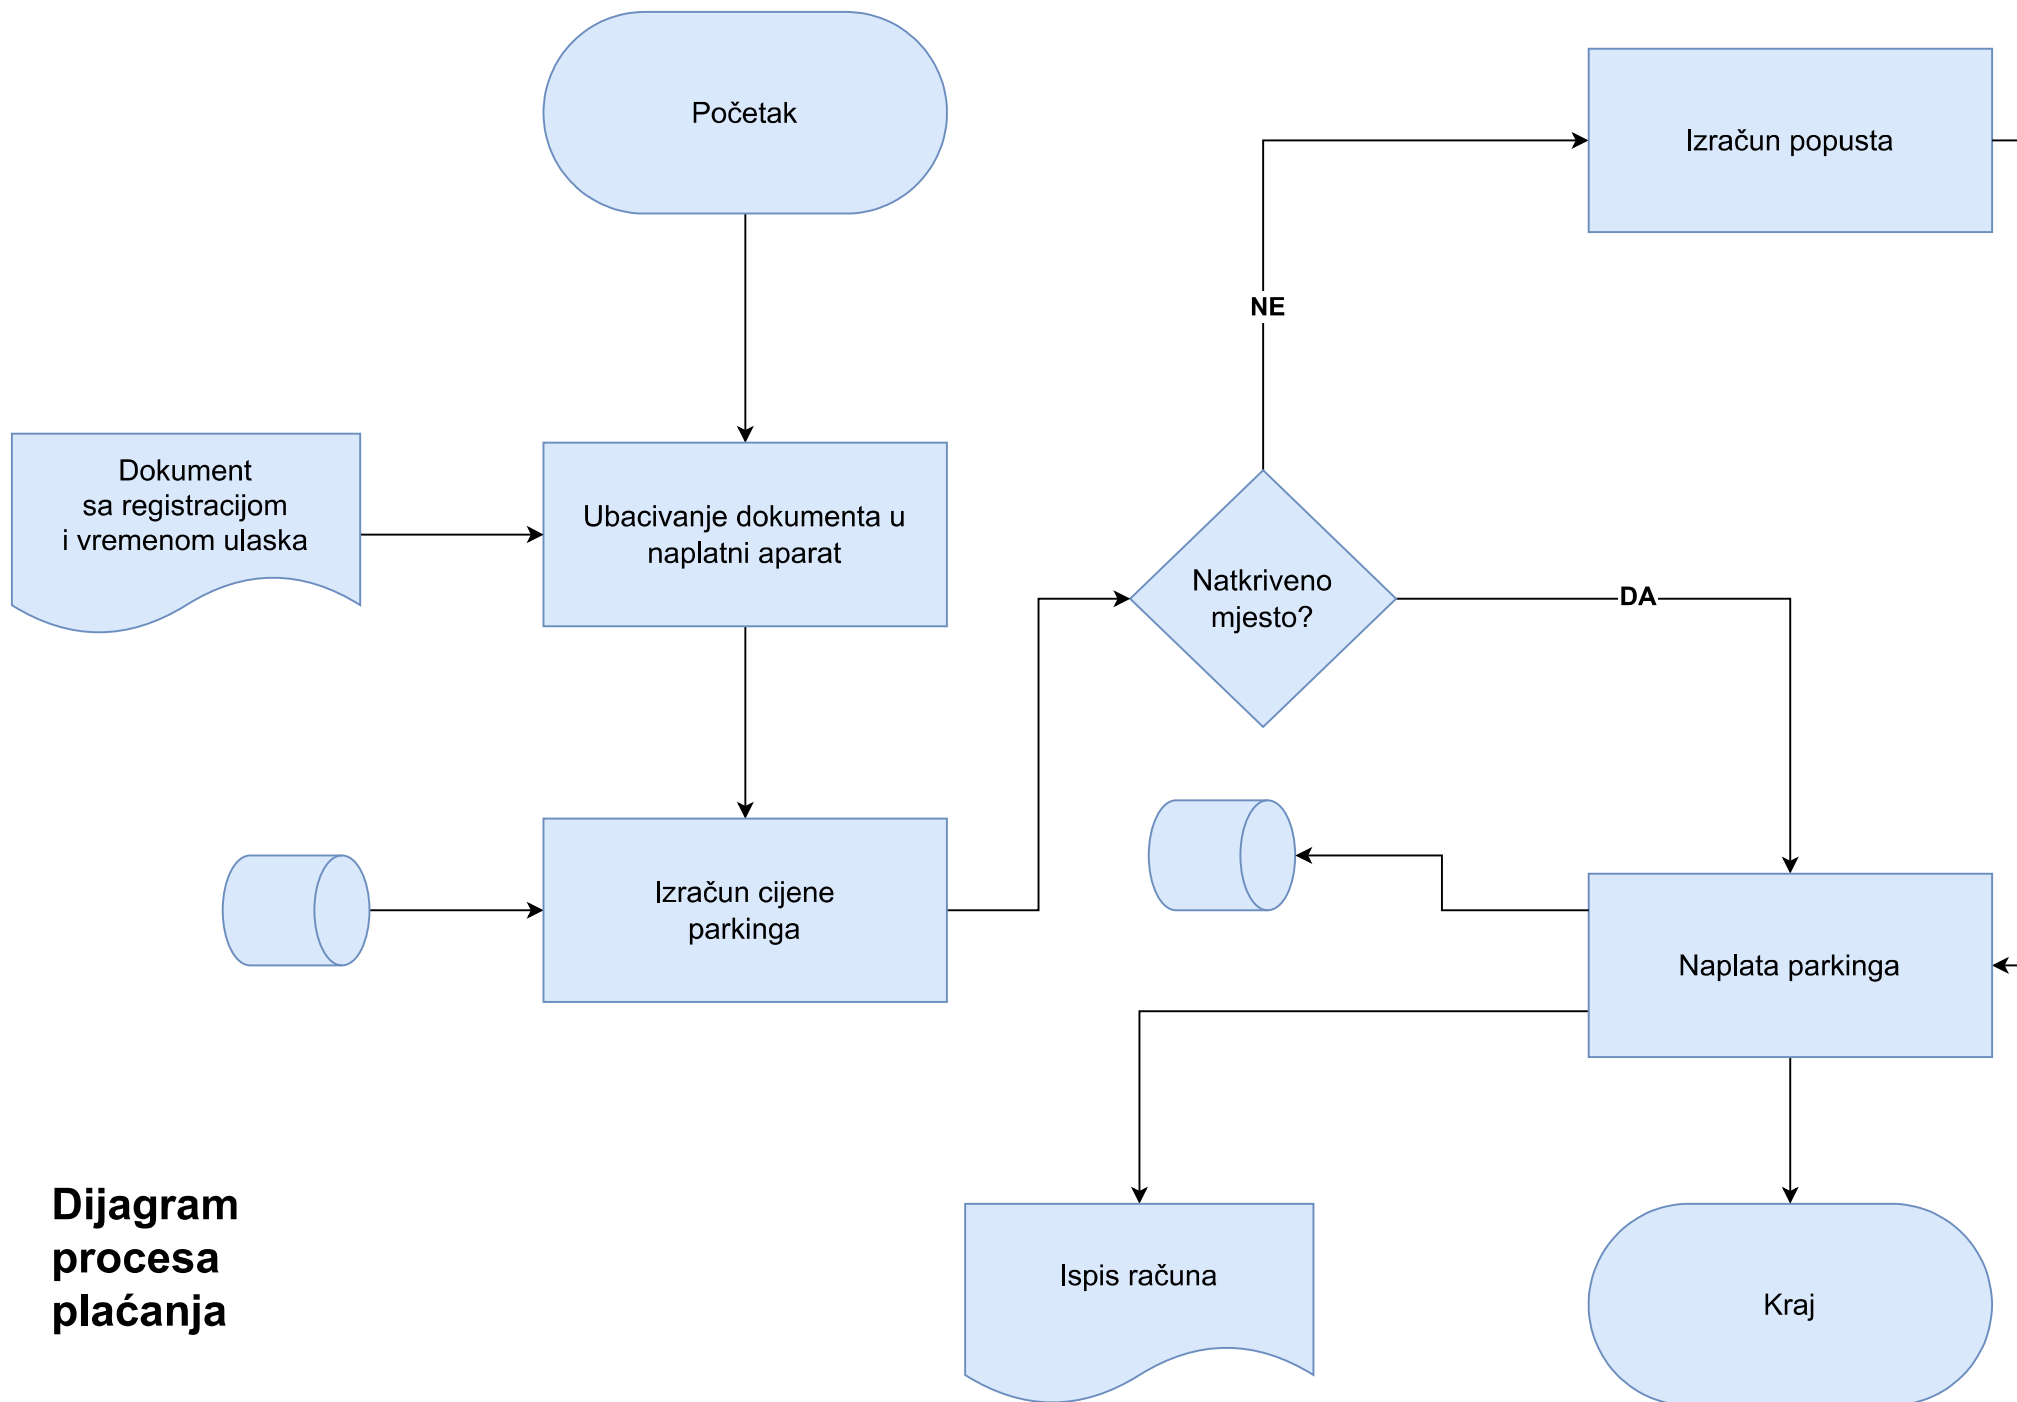 Početak
Izračun popusta
NE
Dokument
sa registracijom
i vremenom ulaska
Ubacivanje dokumenta u
naplatni aparat
Natkriveno
mjesto?
DA
Izračun cijene
parkinga
Naplata parkinga
Dijagram
procesa
plaćanja
Ispis računa
Kraj